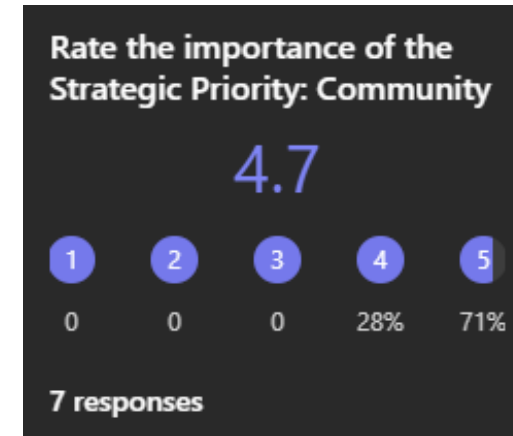 Rate the importance of the
Strategic Priority: Community
4.7
1 2 3 4 5
0 0 0 28% 71%
7 responses